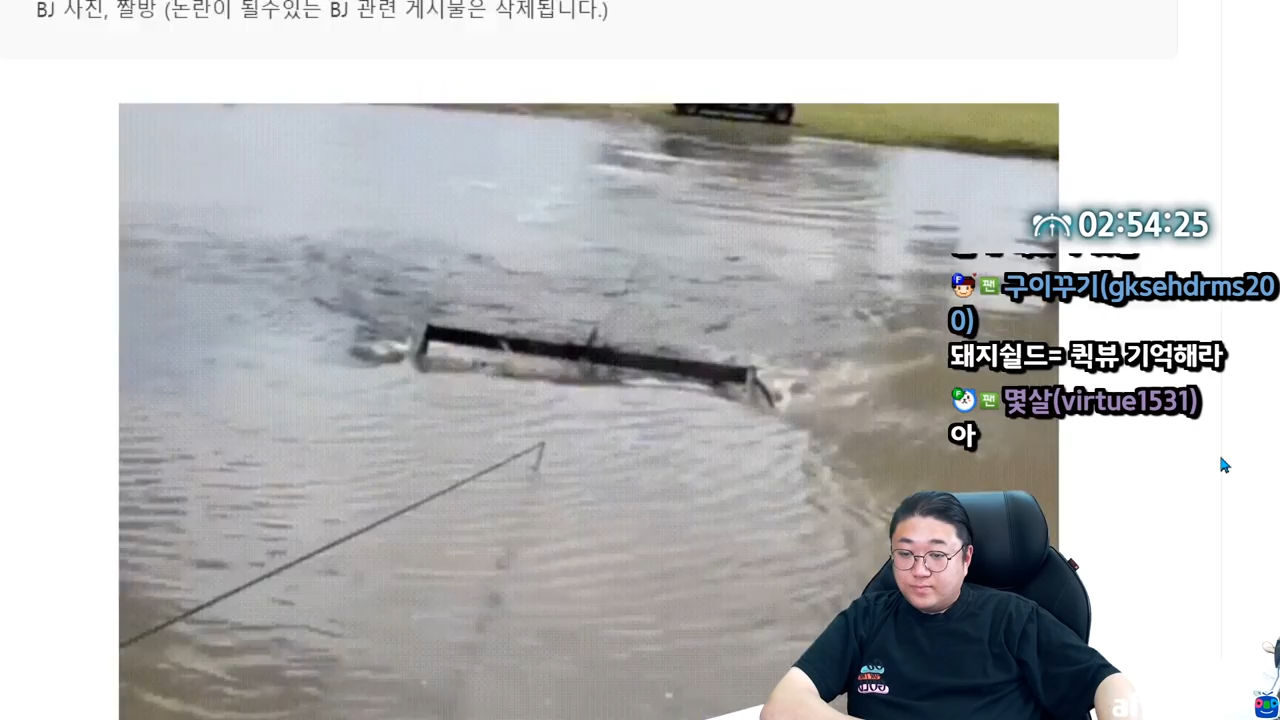 BJ 사진, 짤방 (논란이 될수있는 BJ 관련 게시물은 삭제됩니다.)
02:54:25
팬 구이꾸기(gksehdrms20
0)
돼지쉴드= 퀵뷰 기억해라
팬 몇살(virtue1531)
아